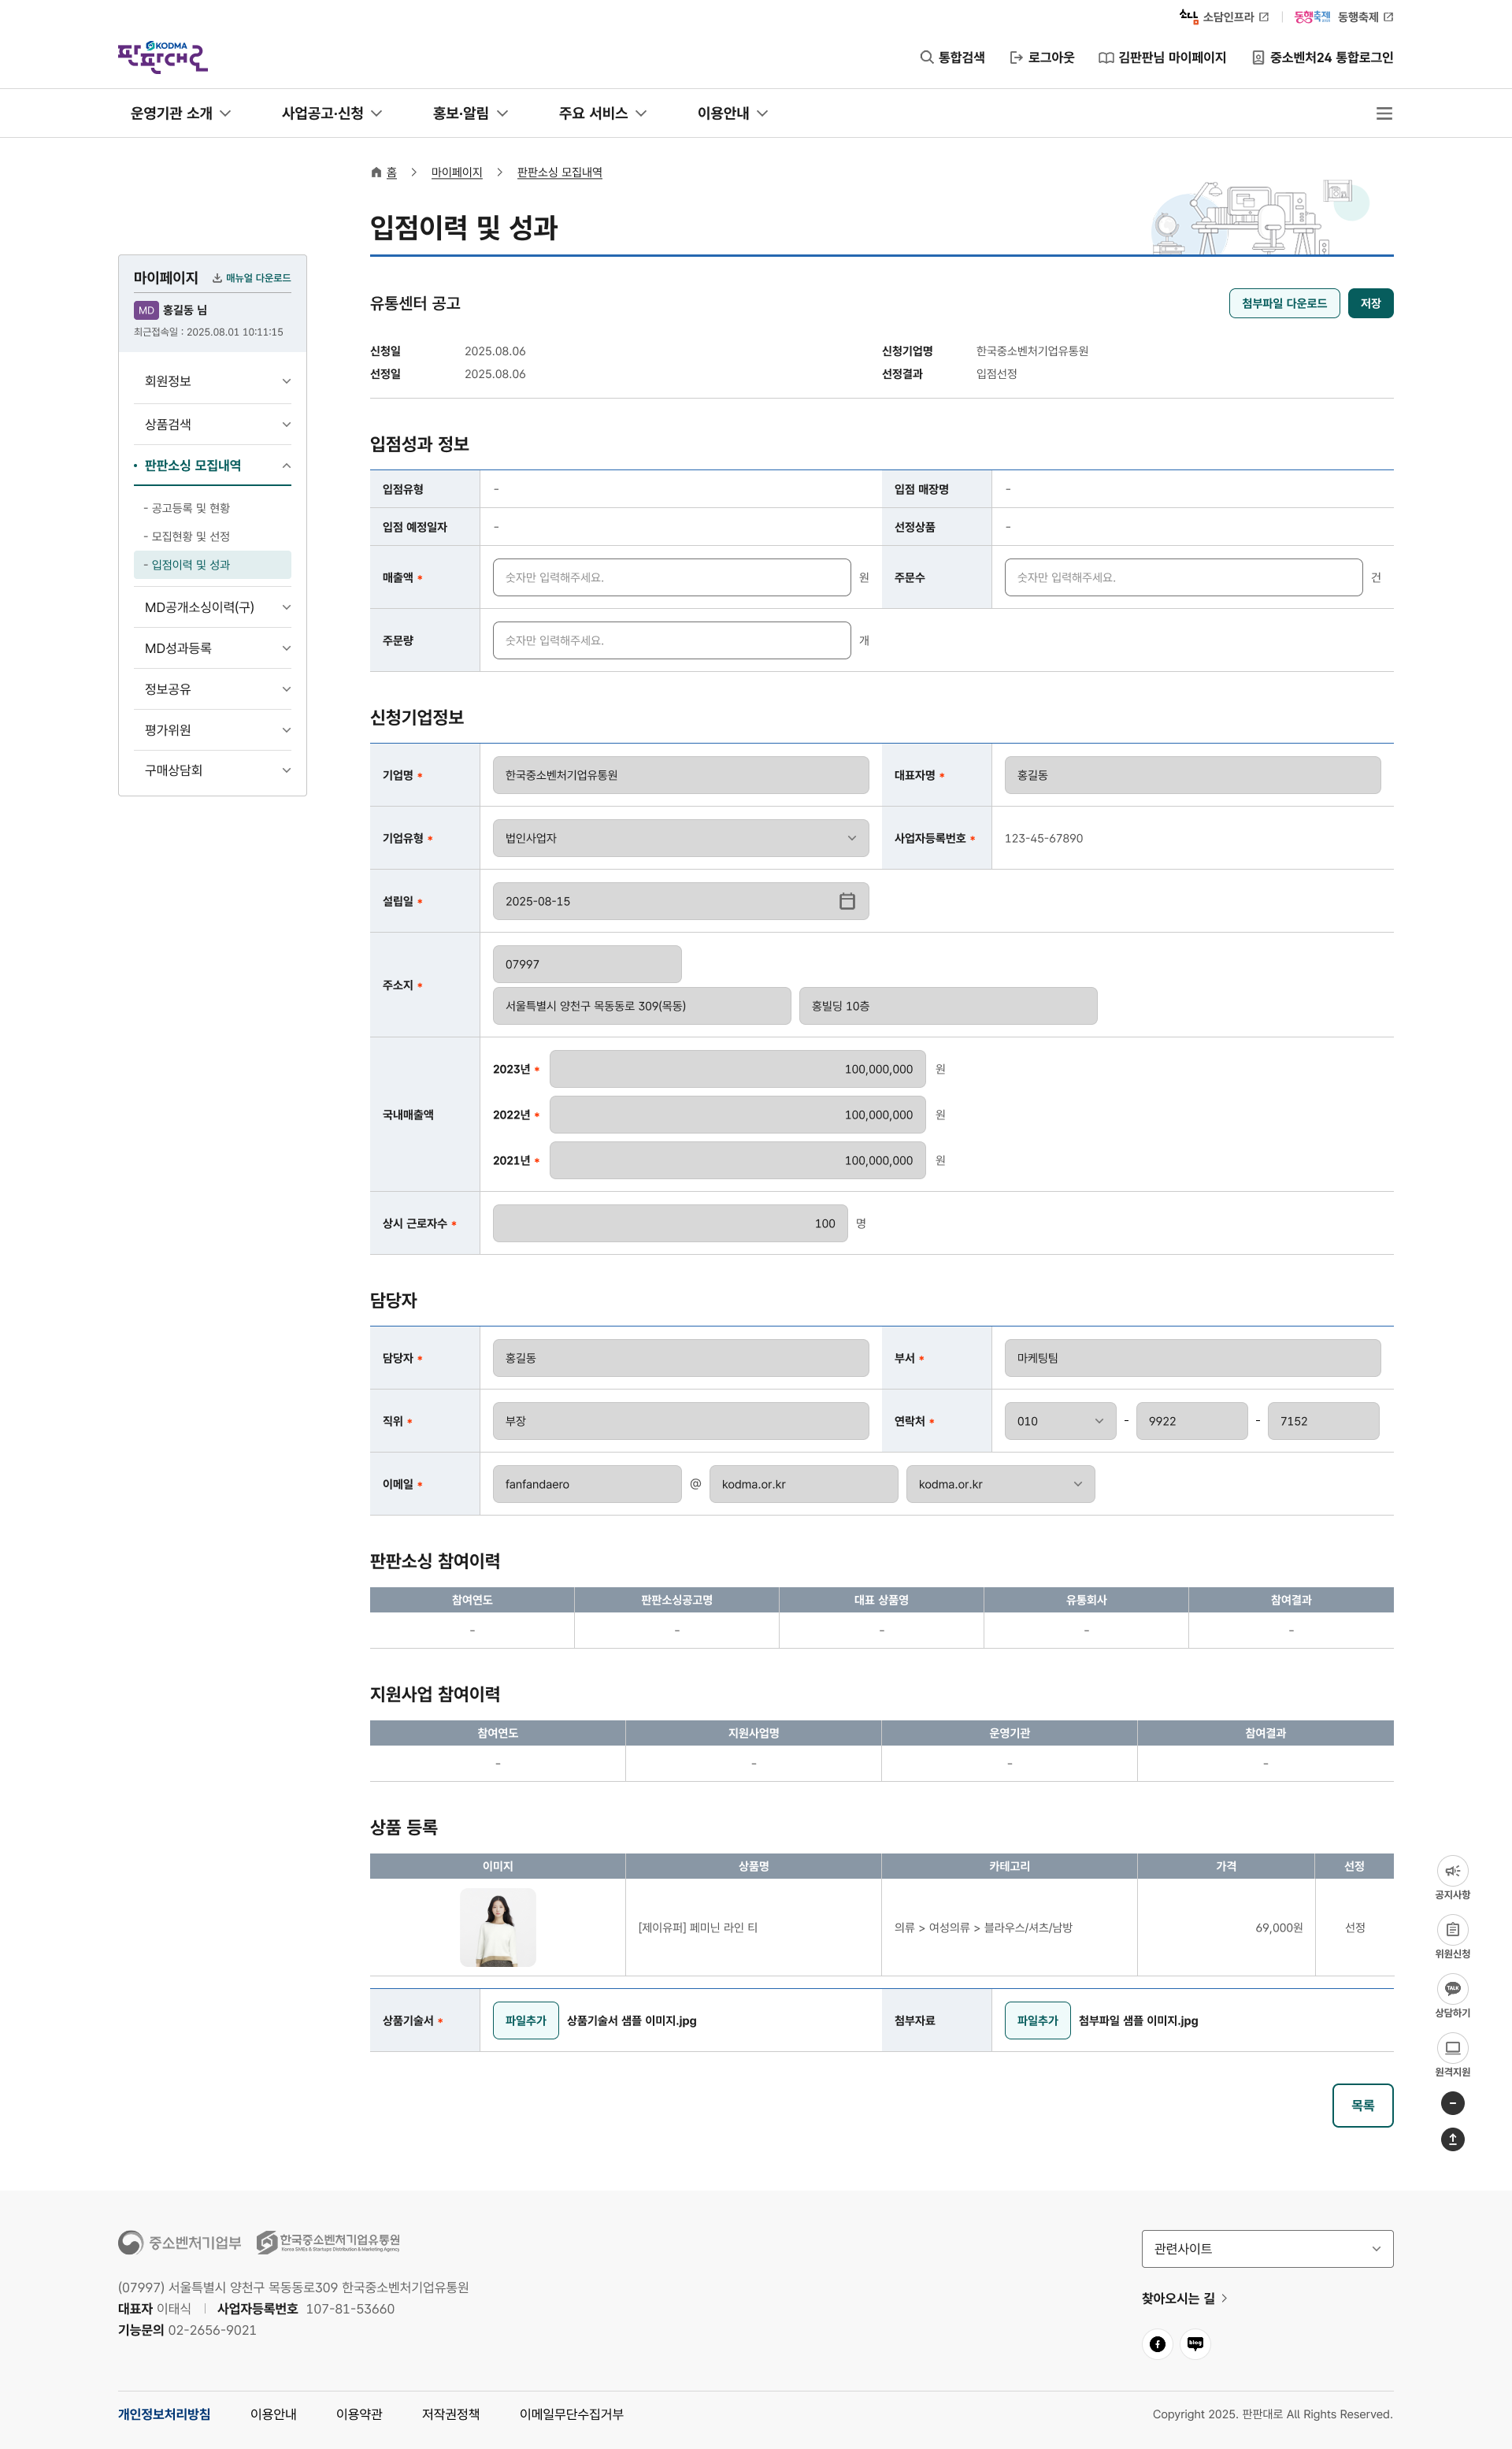 소담 소담인프라 동행축제 동행축제
판판대로 KODMA
통합검색 로그아웃 김판판님 마이페이지 중소벤처24 통합로그인
운영기관 소개 사업공고·신청 홍보·알림 주요 서비스 이용안내
홈 마이페이지 판판소싱 모집내역
입점이력 및 성과
마이페이지 매뉴얼 다운로드
MD 홍길동 님
최근접속일 : 2025.08.01 10:11:15
회원정보
상품검색
판판소싱 모집내역
- 공고등록 및 현황
- 모집현황 및 선정
- 입점이력 및 성과
MD공개소싱이력(구)
MD성과등록
정보공유
평가위원
구매상담회
유통센터 공고 첨부파일 다운로드 저장
신청일 2025.08.06 신청기업명 한국중소벤처기업유통원
선정일 2025.08.06 선정결과 입점선정
입점성과 정보
입점유형 - 입점 매장명 -
입점 예정일자 - 선정상품 -
매출액 * 숫자만 입력해주세요. 원 주문수 숫자만 입력해주세요. 건
주문량 숫자만 입력해주세요. 개
신청기업정보
기업명 * 한국중소벤처기업유통원 대표자명 * 홍길동
기업유형 * 법인사업자 사업자등록번호 * 123-45-67890
설립일 * 2025-08-15
주소지 * 07997
서울특별시 양천구 목동동로 309(목동) 홍빌딩 10층
국내매출액
2023년 * 100,000,000 원
2022년 * 100,000,000 원
2021년 * 100,000,000 원
상시 근로자수 * 100 명
담당자
담당자 * 홍길동 부서 * 마케팅팀
직위 * 부장 연락처 * 010 - 9922 - 7152
이메일 * fanfandaero @ kodma.or.kr kodma.or.kr
판판소싱 참여이력
참여연도 판판소싱공고명 대표 상품명 유통회사 참여결과
- - - - -
지원사업 참여이력
참여연도 지원사업명 운영기관 참여결과
- - - -
상품 등록
이미지 상품명 카테고리 가격 선정
[제이유퍼] 페미닌 라인 티 의류 > 여성의류 > 블라우스/셔츠/남방 69,000원 선정
상품기술서 * 파일추가 상품기술서 샘플 이미지.jpg 첨부자료 파일추가 첨부파일 샘플 이미지.jpg
목록
공지사항
위원신청
TALK
상담하기
원격지원
중소벤처기업부 한국중소벤처기업유통원
Korea SMEs & Startups Distribution & Marketing Agency
(07997) 서울특별시 양천구 목동동로309 한국중소벤처기업유통원
대표자 이태식 사업자등록번호 107-81-53660
기능문의 02-2656-9021
관련사이트
찾아오시는 길
blog
개인정보처리방침 이용안내 이용약관 저작권정책 이메일무단수집거부
Copyright 2025. 판판대로 All Rights Reserved.